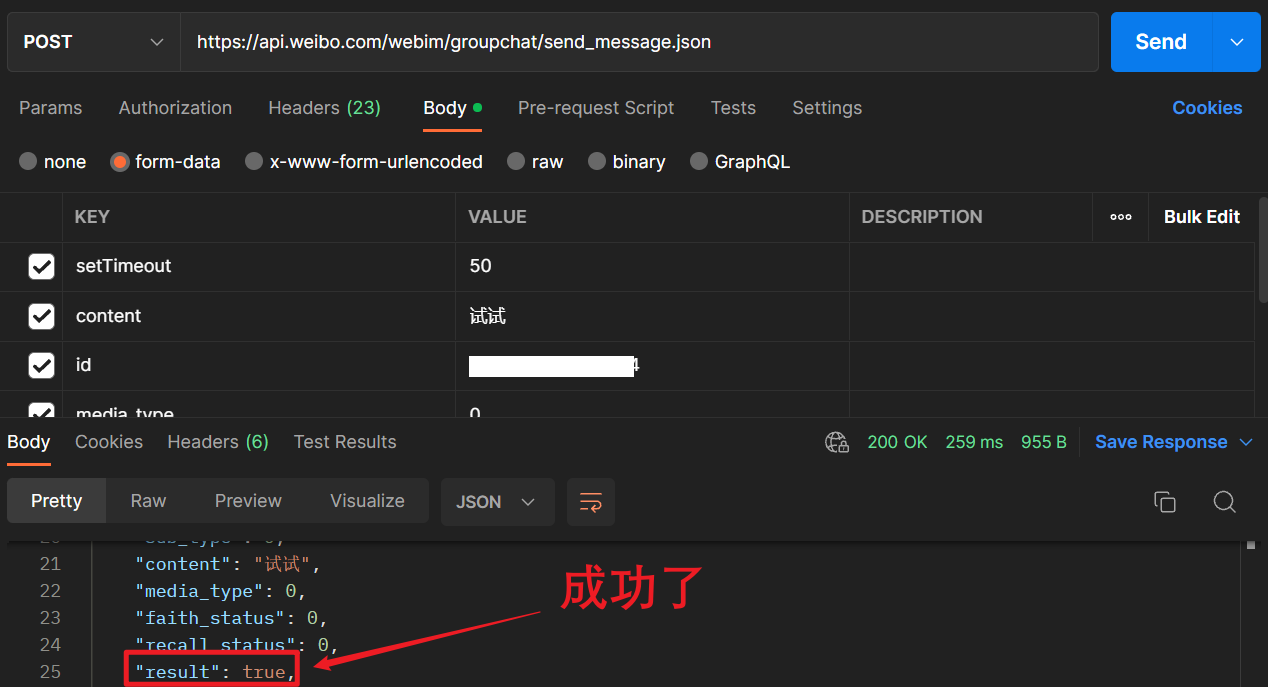 POST https://api.weibo.com/webim/groupchat/send_message.json Send
Params Authorization Headers (23) Body Pre-request Script Tests Settings Cookies
none form-data x-www-form-urlencoded raw binary GraphQL
KEY VALUE DESCRIPTION ooo Bulk Edit
setTimeout 50
content 试试
id
media_type 0
Body Cookies Headers (6) Test Results 200 OK 259 ms 955 B Save Response
Pretty Raw Preview Visualize JSON
21 "content": "试试",
22 "media_type": 0,
成功了
23 "faith_status": 0,
24 "recall_status": 0,
25 "result": true,